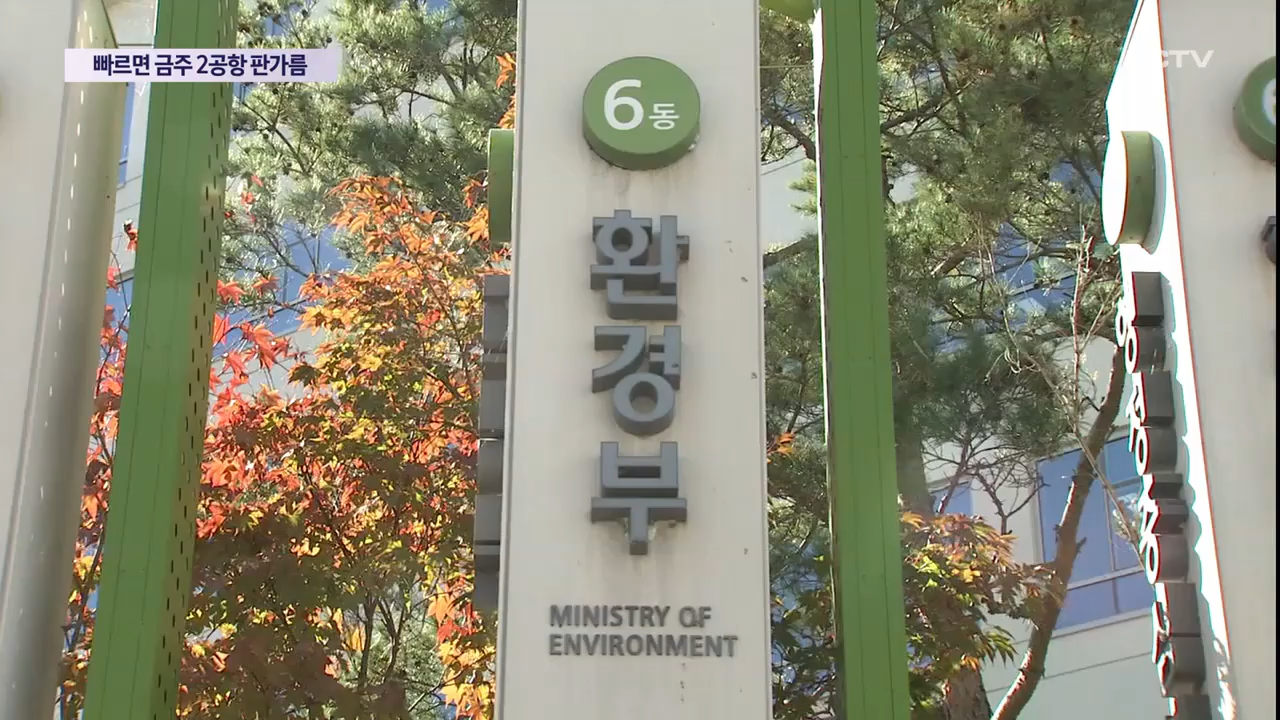 빠르면 금주 2공항 판가름
CTV
6동
환경부
MINISTRY OF
ENVIRONMENT